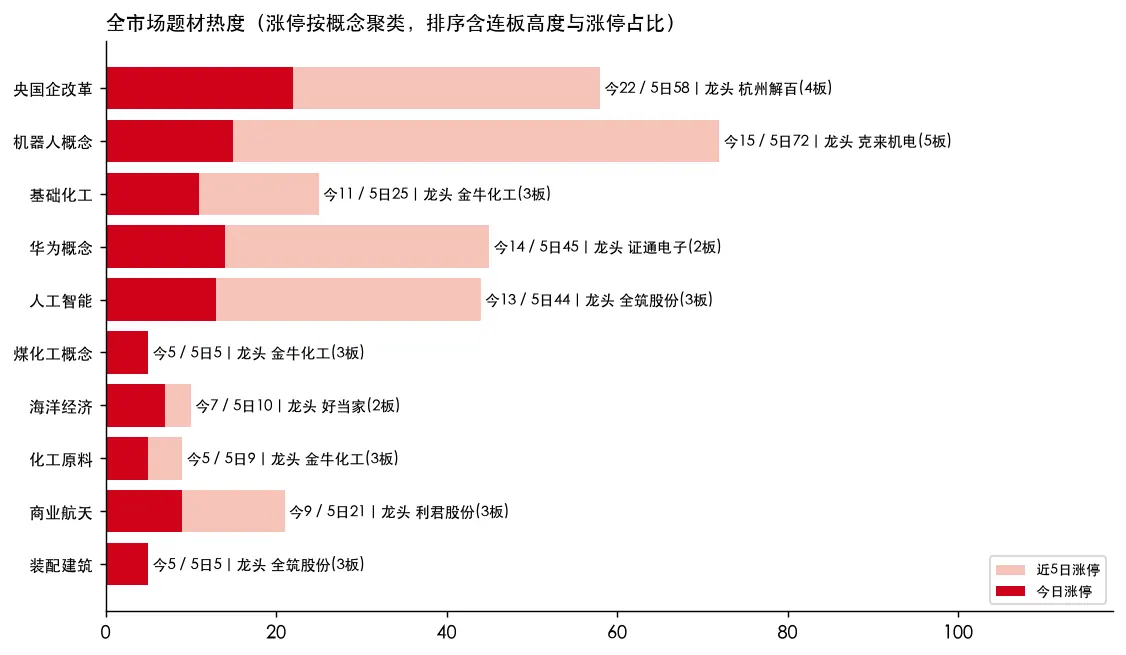 全市场题材热度（涨停按概念聚类，排序含连板高度与涨停占比）
央国企改革 今22 / 5日58 | 龙头 杭州解百(4板)
机器人概念 今15 / 5日72 | 龙头 克来机电(5板)
基础化工 今11 / 5日25 | 龙头 金牛化工(3板)
华为概念 今14 / 5日45 | 龙头 证通电子(2板)
人工智能 今13 / 5日44 | 龙头 全筑股份(3板)
煤化工概念 今5 / 5日5 | 龙头 金牛化工(3板)
海洋经济 今7 / 5日10 | 龙头 好当家(2板)
化工原料 今5 / 5日9 | 龙头 金牛化工(3板)
商业航天 今9 / 5日21 | 龙头 利君股份(3板)
装配建筑 今5 / 5日5 | 龙头 全筑股份(3板)
近5日涨停
今日涨停
0 20 40 60 80 100